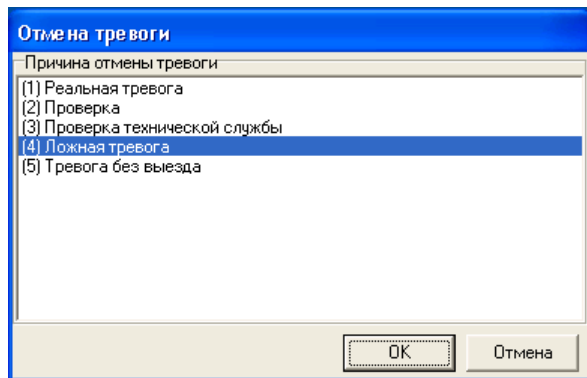 Отмена тревоги
Причина отмены тревоги
(1) Реальная тревога
(2) Проверка
(3) Проверка технической службы
(4) Ложная тревога
(5) Тревога без выезда
OK Отмена